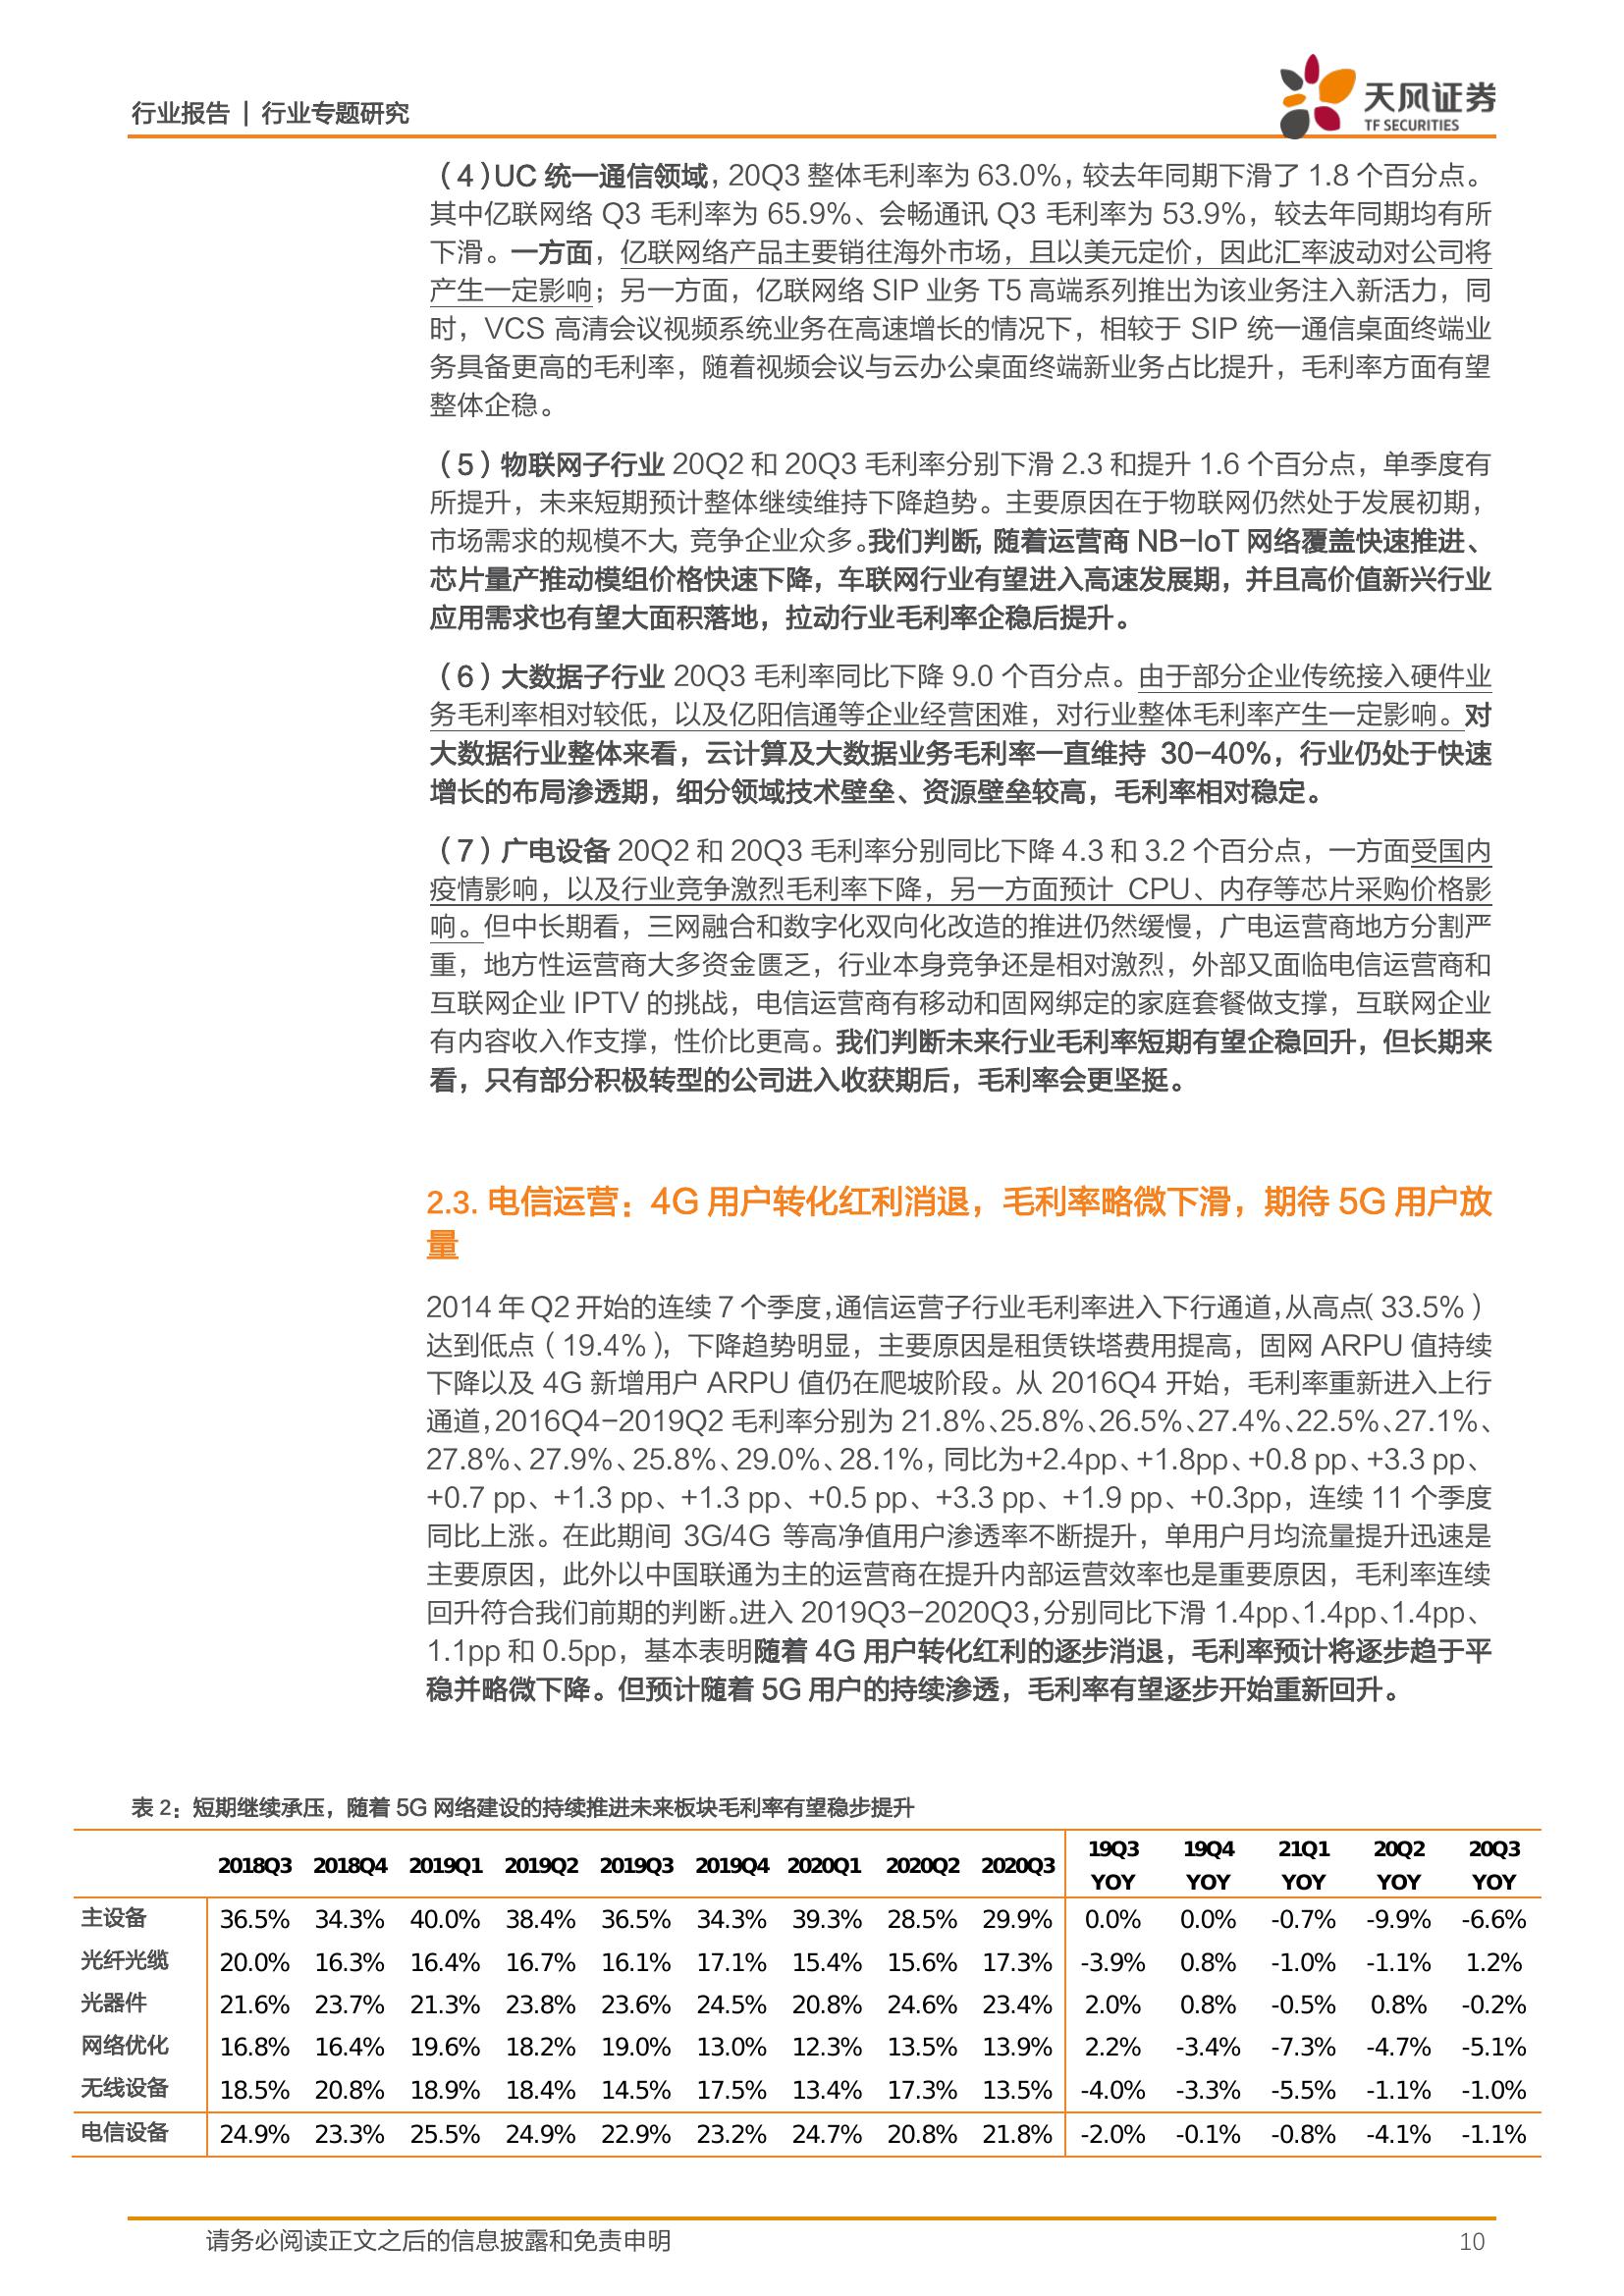 行业报告 | 行业专题研究
天风证券
TF SECURITIES
（4）UC 统一通信领域，20Q3 整体毛利率为 63.0%，较去年同期下滑了 1.8 个百分点。
其中亿联网络 Q3 毛利率为 65.9%、会畅通讯 Q3 毛利率为 53.9%，较去年同期均有所
下滑。一方面，亿联网络产品主要销往海外市场，且以美元定价，因此汇率波动对公司将
产生一定影响；另一方面，亿联网络 SIP 业务 T5 高端系列推出为该业务注入新活力，同
时，VCS 高清会议视频系统业务在高速增长的情况下，相较于 SIP 统一通信桌面终端业
务具备更高的毛利率，随着视频会议与云办公桌面终端新业务占比提升，毛利率方面有望
整体企稳。
（5）物联网子行业 20Q2 和 20Q3 毛利率分别下滑 2.3 和提升 1.6 个百分点，单季度有
所提升，未来短期预计整体继续维持下降趋势。主要原因在于物联网仍然处于发展初期，
市场需求的规模不大，竞争企业众多。我们判断，随着运营商 NB-IoT 网络覆盖快速推进、
芯片量产推动模组价格快速下降，车联网行业有望进入高速发展期，并且高价值新兴行业
应用需求也有望大面积落地，拉动行业毛利率企稳后提升。
（6）大数据子行业 20Q3 毛利率同比下降 9.0 个百分点。由于部分企业传统接入硬件业
务毛利率相对较低，以及亿阳信通等企业经营困难，对行业整体毛利率产生一定影响。对
大数据行业整体来看，云计算及大数据业务毛利率一直维持 30-40%，行业仍处于快速
增长的布局渗透期，细分领域技术壁垒、资源壁垒较高，毛利率相对稳定。
（7）广电设备 20Q2 和 20Q3 毛利率分别同比下降 4.3 和 3.2 个百分点，一方面受国内
疫情影响，以及行业竞争激烈毛利率下降，另一方面预计 CPU、内存等芯片采购价格影
响。但中长期看，三网融合和数字化双向化改造的推进仍然缓慢，广电运营商地方分割严
重，地方性运营商大多资金匮乏，行业本身竞争还是相对激烈，外部又面临电信运营商和
互联网企业 IPTV 的挑战，电信运营商有移动和固网绑定的家庭套餐做支撑，互联网企业
有内容收入作支撑，性价比更高。我们判断未来行业毛利率短期有望企稳回升，但长期来
看，只有部分积极转型的公司进入收获期后，毛利率会更坚挺。
2.3. 电信运营：4G 用户转化红利消退，毛利率略微下滑，期待 5G 用户放
量
2014 年 Q2 开始的连续 7 个季度，通信运营子行业毛利率进入下行通道，从高点（33.5%）
达到低点（19.4%），下降趋势明显，主要原因是租赁铁塔费用提高，固网 ARPU 值持续
下降以及 4G 新增用户 ARPU 值仍在爬坡阶段。从 2016Q4 开始，毛利率重新进入上行
通道，2016Q4-2019Q2 毛利率分别为 21.8%、25.8%、26.5%、27.4%、22.5%、27.1%、
27.8%、27.9%、25.8%、29.0%、28.1%，同比为+2.4pp、+1.8pp、+0.8 pp、+3.3 pp、
+0.7 pp、+1.3 pp、+1.3 pp、+0.5 pp、+3.3 pp、+1.9 pp、+0.3pp，连续 11 个季度
同比上涨。在此期间 3G/4G 等高净值用户渗透率不断提升，单用户月均流量提升迅速是
主要原因，此外以中国联通为主的运营商在提升内部运营效率也是重要原因，毛利率连续
回升符合我们前期的判断。进入 2019Q3-2020Q3，分别同比下滑 1.4pp、1.4pp、1.4pp、
1.1pp 和 0.5pp，基本表明随着 4G 用户转化红利的逐步消退，毛利率预计将逐步趋于平
稳并略微下降。但预计随着 5G 用户的持续渗透，毛利率有望逐步开始重新回升。
表 2：短期继续承压，随着 5G 网络建设的持续推进未来板块毛利率有望稳步提升
2018Q3 2018Q4 2019Q1 2019Q2 2019Q3 2019Q4 2020Q1 2020Q2 2020Q3 19Q3 YOY 19Q4 YOY 21Q1 YOY 20Q2 YOY 20Q3 YOY
主设备 36.5% 34.3% 40.0% 38.4% 36.5% 34.3% 39.3% 28.5% 29.9% 0.0% 0.0% -0.7% -9.9% -6.6%
光纤光缆 20.0% 16.3% 16.4% 16.7% 16.1% 17.1% 15.4% 15.6% 17.3% -3.9% 0.8% -1.0% -1.1% 1.2%
光器件 21.6% 23.7% 21.3% 23.8% 23.6% 24.5% 20.8% 24.6% 23.4% 2.0% 0.8% -0.5% 0.8% -0.2%
网络优化 16.8% 16.4% 19.6% 18.2% 19.0% 13.0% 12.3% 13.5% 13.9% 2.2% -3.4% -7.3% -4.7% -5.1%
无线设备 18.5% 20.8% 18.9% 18.4% 14.5% 17.5% 13.4% 17.3% 13.5% -4.0% -3.3% -5.5% -1.1% -1.0%
电信设备 24.9% 23.3% 25.5% 24.9% 22.9% 23.2% 24.7% 20.8% 21.8% -2.0% -0.1% -0.8% -4.1% -1.1%
请务必阅读正文之后的信息披露和免责申明
10